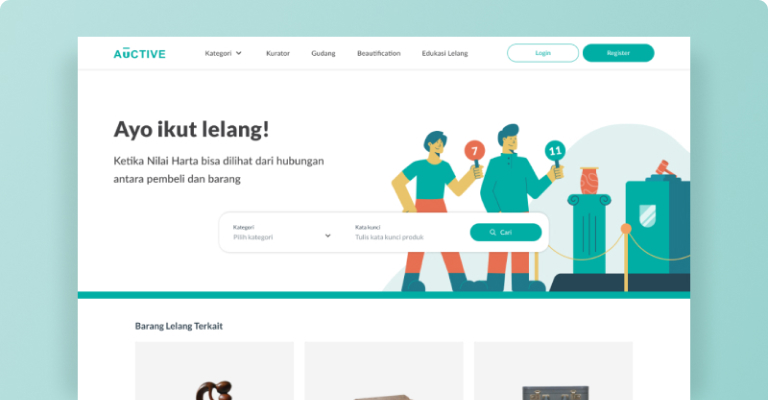 AUCTIVE
Kategori
Kurator
Gudang
Beautification
Edukasi Lelang
Login
Register
Ayo ikut lelang!
Ketika Nilai Harta bisa dilihat dari hubungan
antara pembeli dan barang
7
11
Kategori
Pilih kategori
Kata kunci
Tulis kata kunci produk
Cari
Barang Lelang Terkait